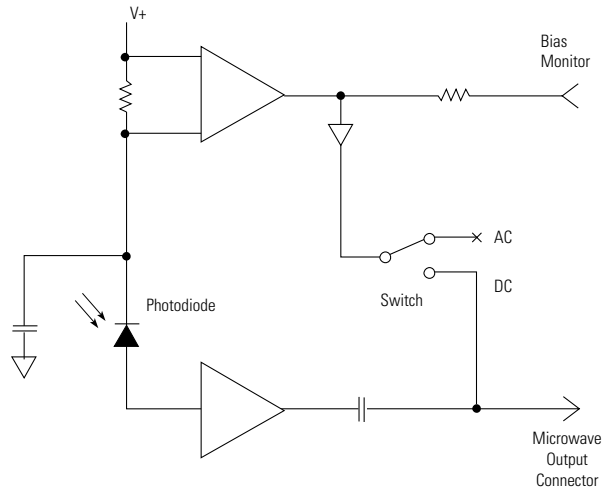 V+
Bias
Monitor
AC
DC
Switch
Photodiode
Microwave
Output
Connector